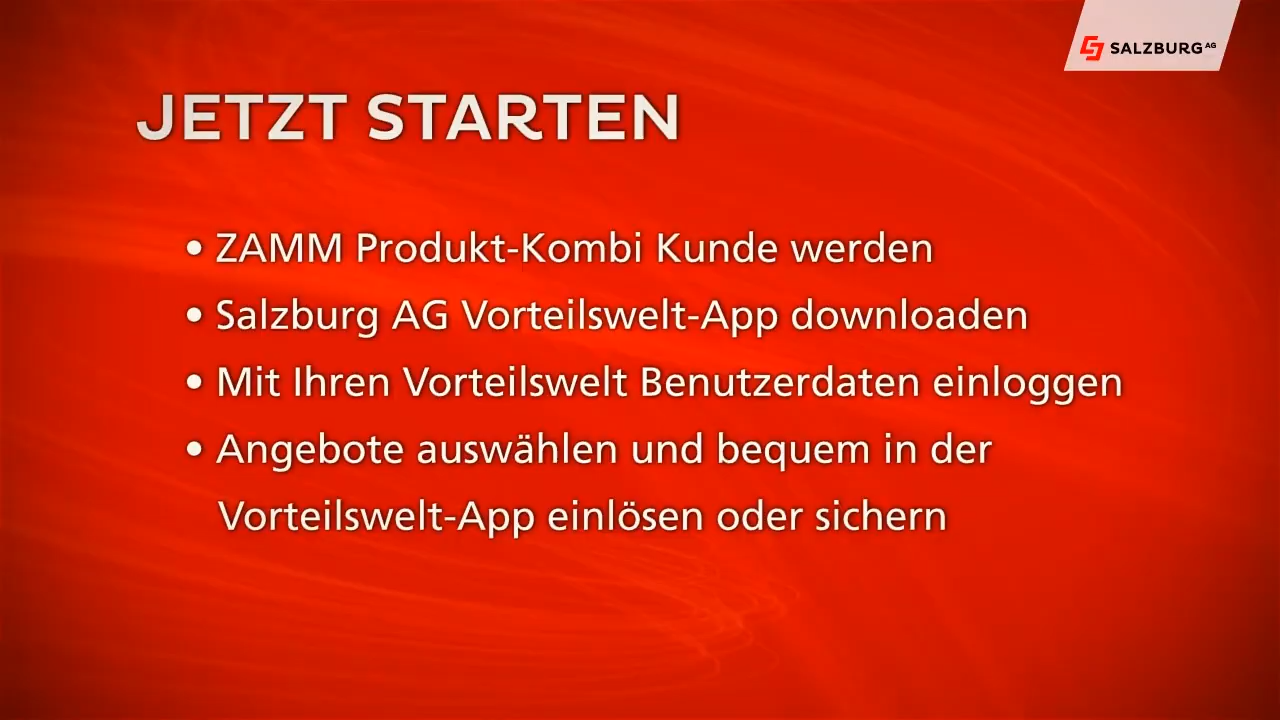 SALZBURG AG
JETZT STARTEN
• ZAMM Produkt-Kombi Kunde werden
• Salzburg AG Vorteilswelt-App downloaden
• Mit Ihren Vorteilswelt Benutzerdaten einloggen
• Angebote auswählen und bequem in der
Vorteilswelt-App einlösen oder sichern